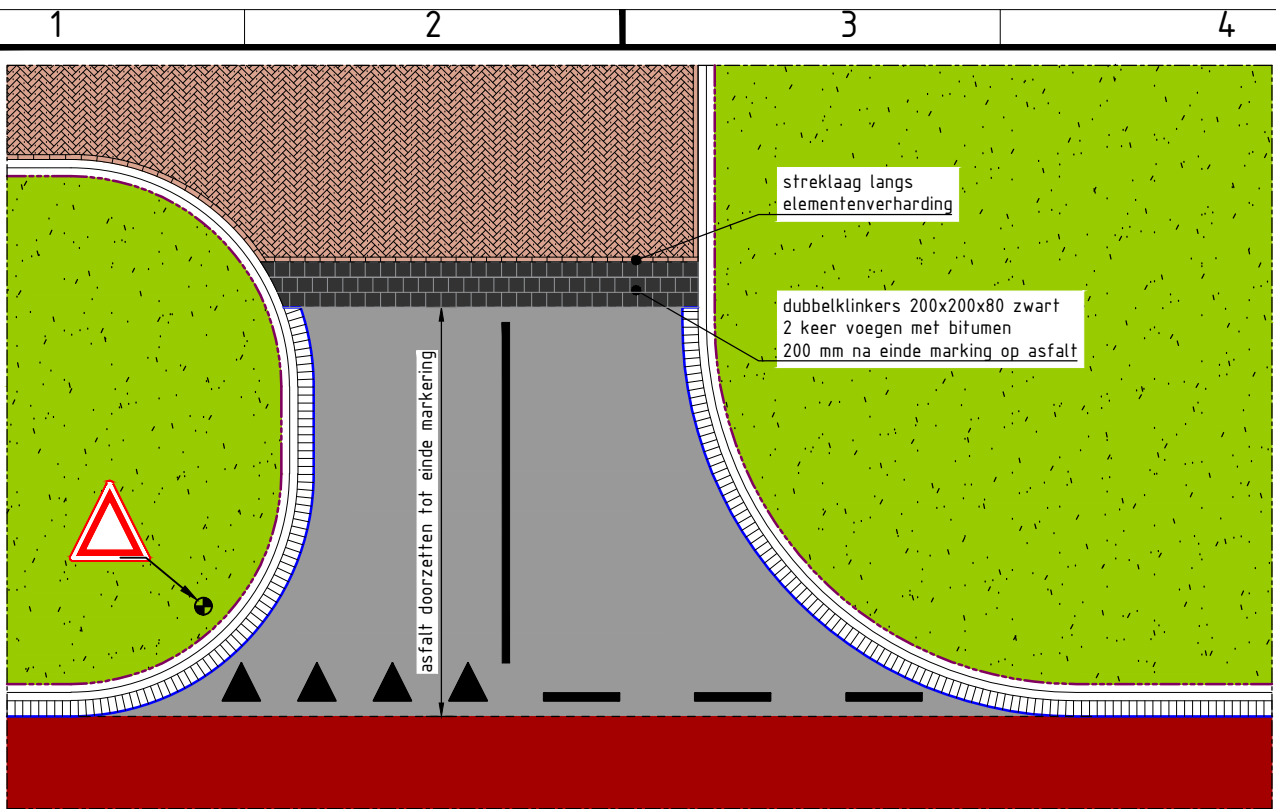 1 2 3 4
streklaag langs
elementenverharding
dubbelklinkers 200x200x80 zwart
2 keer voegen met bitumen
200 mm na einde marking op asfalt
asfalt doorzetten tot einde markering